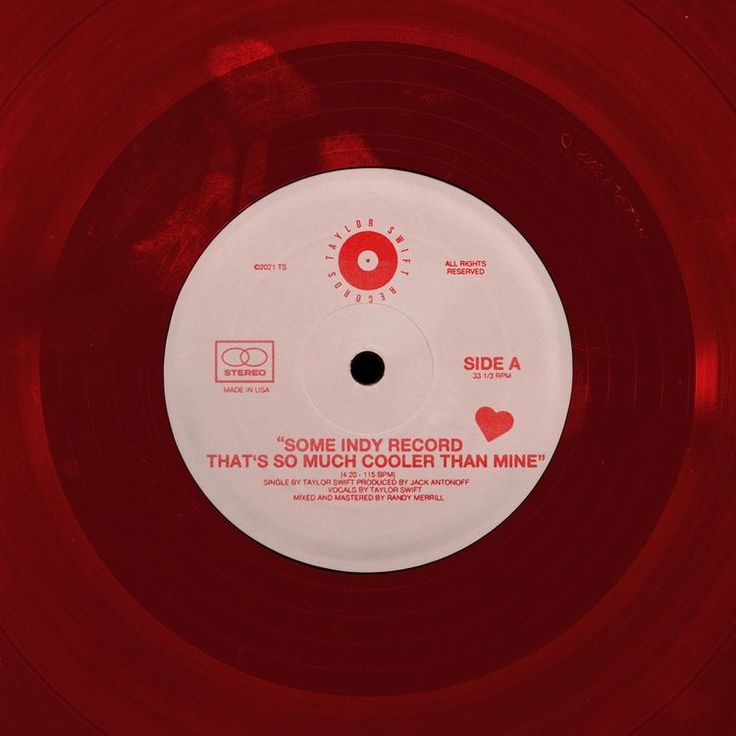 TAYLOR SWIFT RECORDS
©2021 TS
ALL RIGHTS
RESERVED
STEREO
MADE IN USA
SIDE A
33 1/3 RPM
“SOME INDY RECORD
THAT'S SO MUCH COOLER THAN MINE”
(4:20 - 115 BPM)
SINGLE BY TAYLOR SWIFT PRODUCED BY JACK ANTONOFF
VOCALS BY TAYLOR SWIFT
MIXED AND MASTERED BY RANDY MERRILL